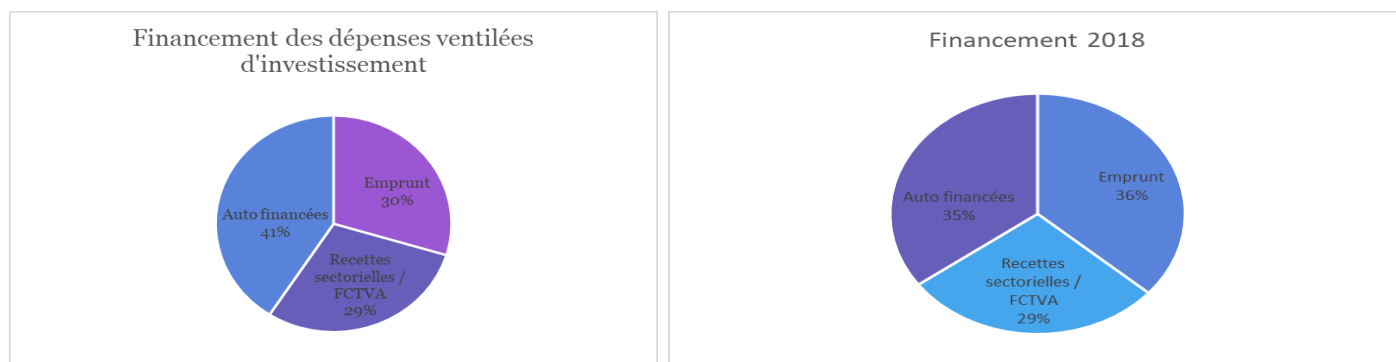 Financement des dépenses ventilées
d'investissement
Emprunt
30%
Auto financées
41%
Recettes
sectorielles /
FCTVA
29%
Financement 2018
Auto financées
35%
Emprunt
36%
Recettes
sectorielles /
FCTVA
29%